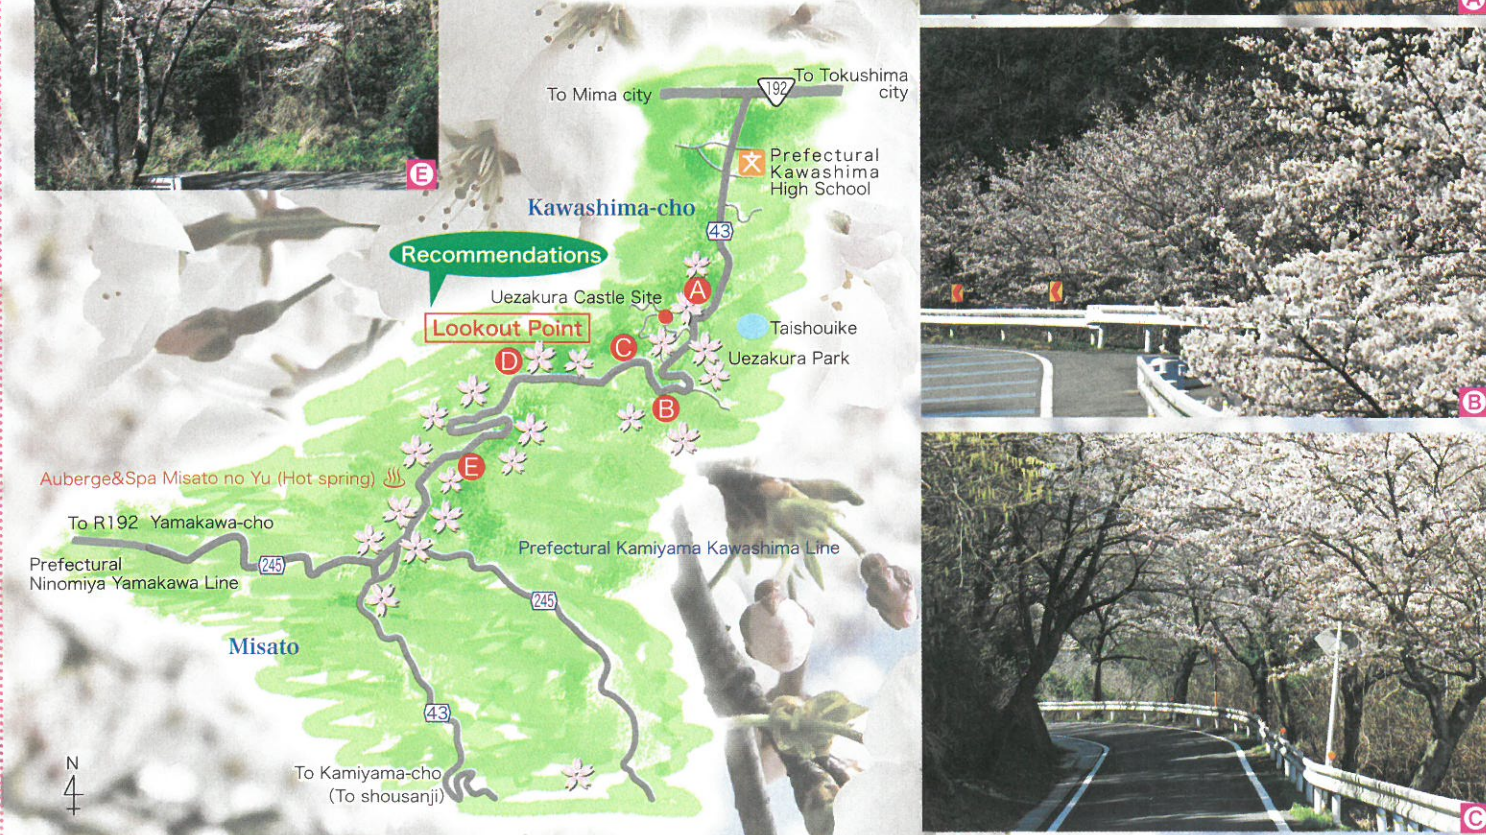 A
E
To Mima city
192
To Tokushima
city
Prefectural
Kawashima
High School
文
Kawashima-cho
43
Recommendations
Uezakura Castle Site
A
Lookout Point
Taishouike
C
Uezakura Park
D
B
B
E
Auberge&Spa Misato no Yu (Hot spring)
To R192 Yamakawa-cho
Prefectural Kamiyama Kawashima Line
Prefectural
Ninomiya Yamakawa Line
245
245
Misato
43
N
To Kamiyama-cho
(To shousanji)
C